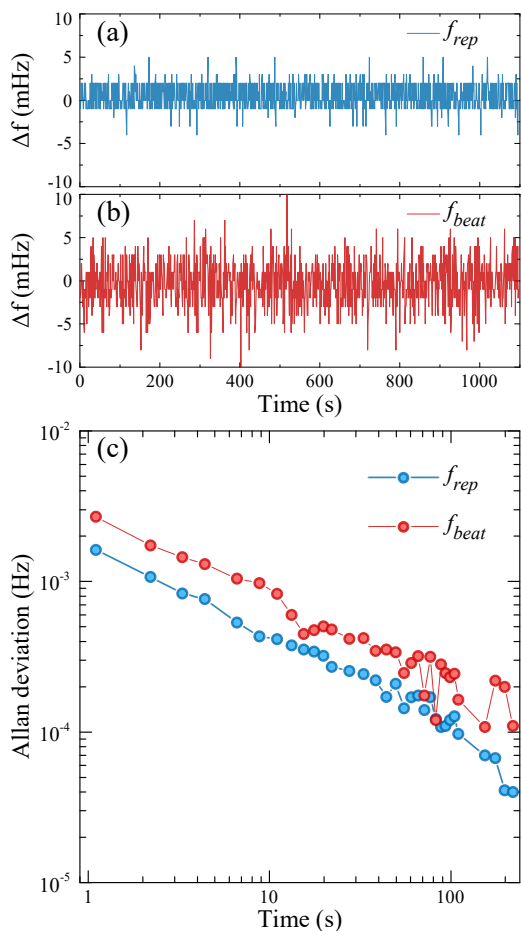 (a)
f_rep
Δf (mHz)
10
5
0
-5
10
(b)
f_beat
Δf (mHz)
5
0
-5
-10
0 200 400 600 800 1000
Time (s)
(c)
f_rep
f_beat
Allan deviation (Hz)
10^-2
10^-3
10^-4
10^-5
1 10 100
Time (s)